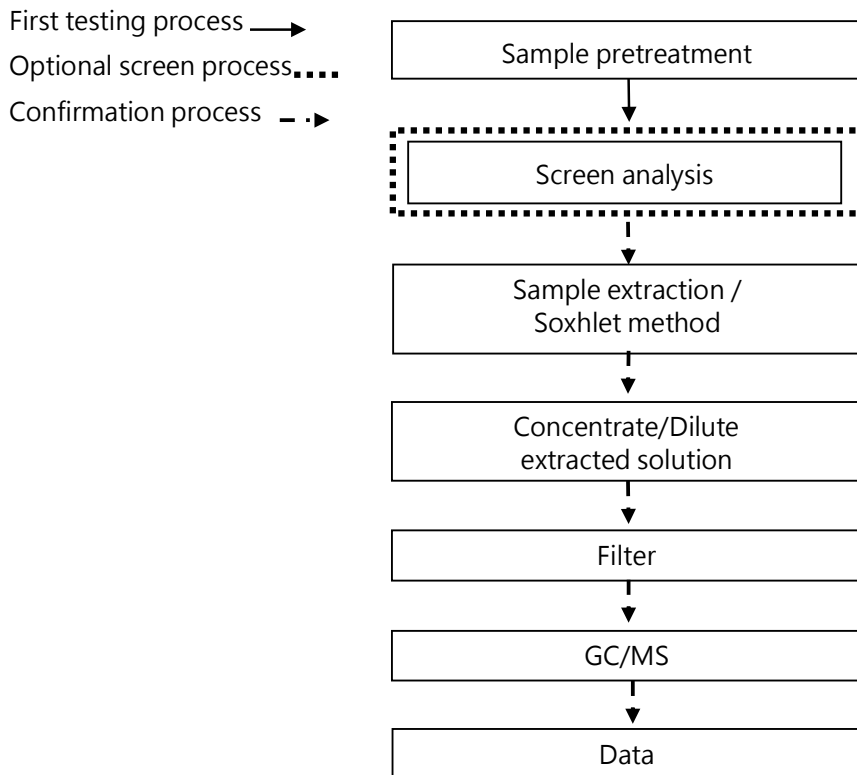 First testing process
Optional screen process
Confirmation process
Sample pretreatment
Screen analysis
Sample extraction /
Soxhlet method
Concentrate/Dilute
extracted solution
Filter
GC/MS
Data